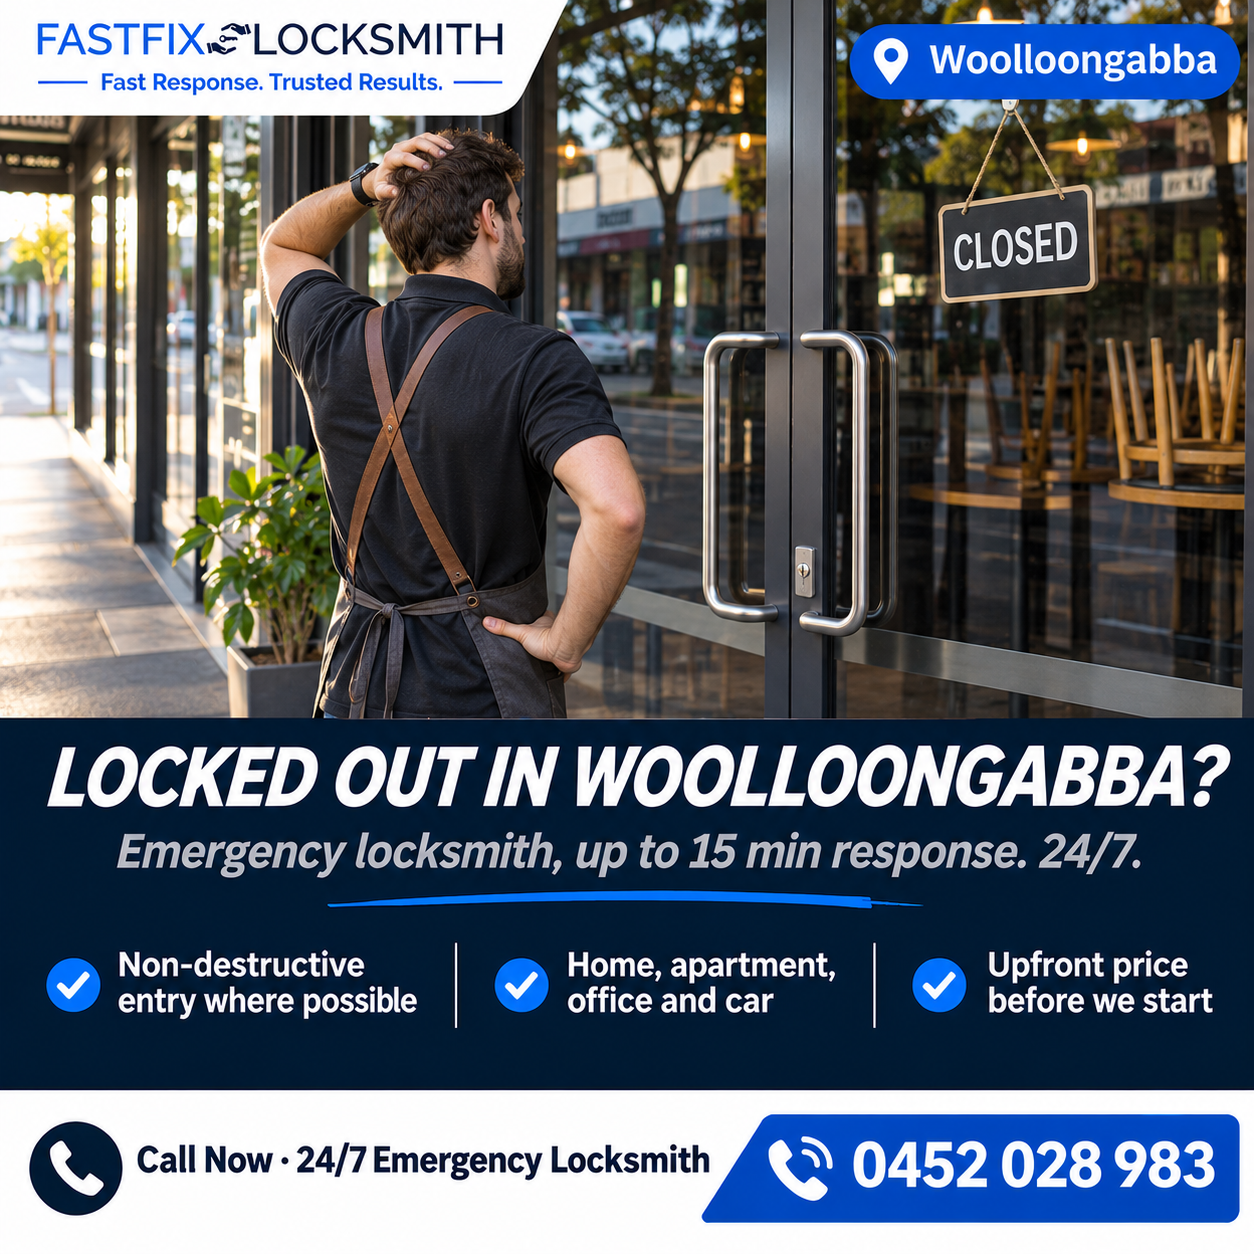 FASTFIX LOCKSMITH
Fast Response. Trusted Results.
Woolloongabba
CLOSED
LOCKED OUT IN WOOLLOONGABBA?
Emergency locksmith, up to 15 min response. 24/7.
Non-destructive
entry where possible
Home, apartment,
office and car
Upfront price
before we start
Call Now · 24/7 Emergency Locksmith
0452 028 983